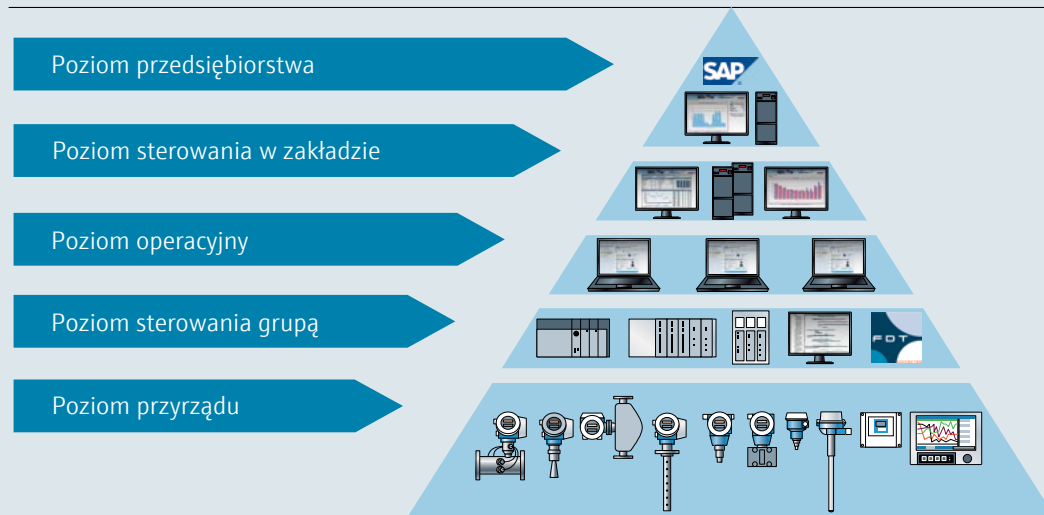 Poziom przedsiębiorstwa
SAP
Poziom sterowania w zakładzie
Poziom operacyjny
Poziom sterowania grupą
FDT
Poziom przyrządu